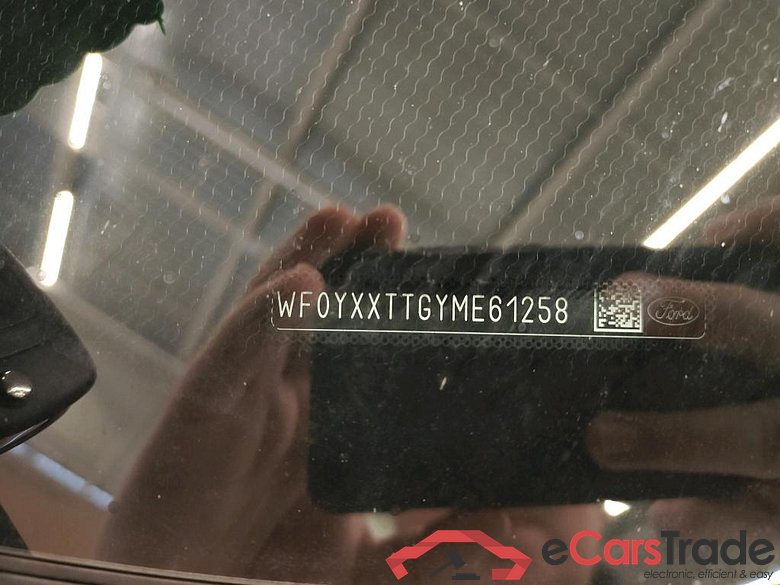 WF0YXXTTGYME61258 Ford
eCarsTrade
electronic, efficient & easy